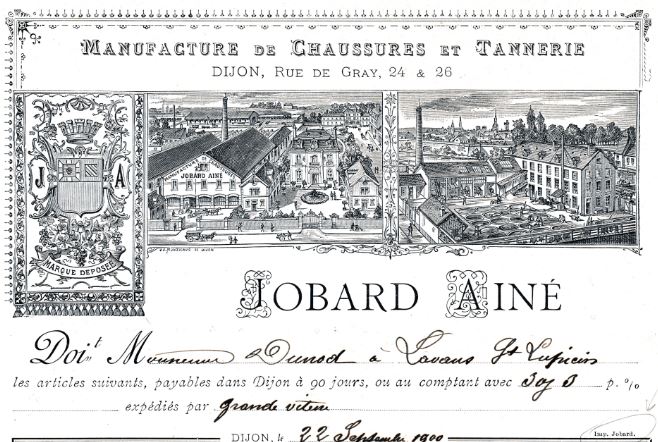 MANUFACTURE DE CHAUSSURES ET TANNERIE
DIJON, RUE DE GRAY, 24 & 26
JOBARD AINÉ
J A
MARQUE DEPOSÉE
JOBARD AINÉ
Doit Monsieur Dunod à Lavans St Lupicin
les articles suivants, payables dans Dijon à 90 jours, ou au comptant avec 3 p. %
expédiés par grande vitesse
DIJON, le 22 Septembre 1900
Imp. Jobard.